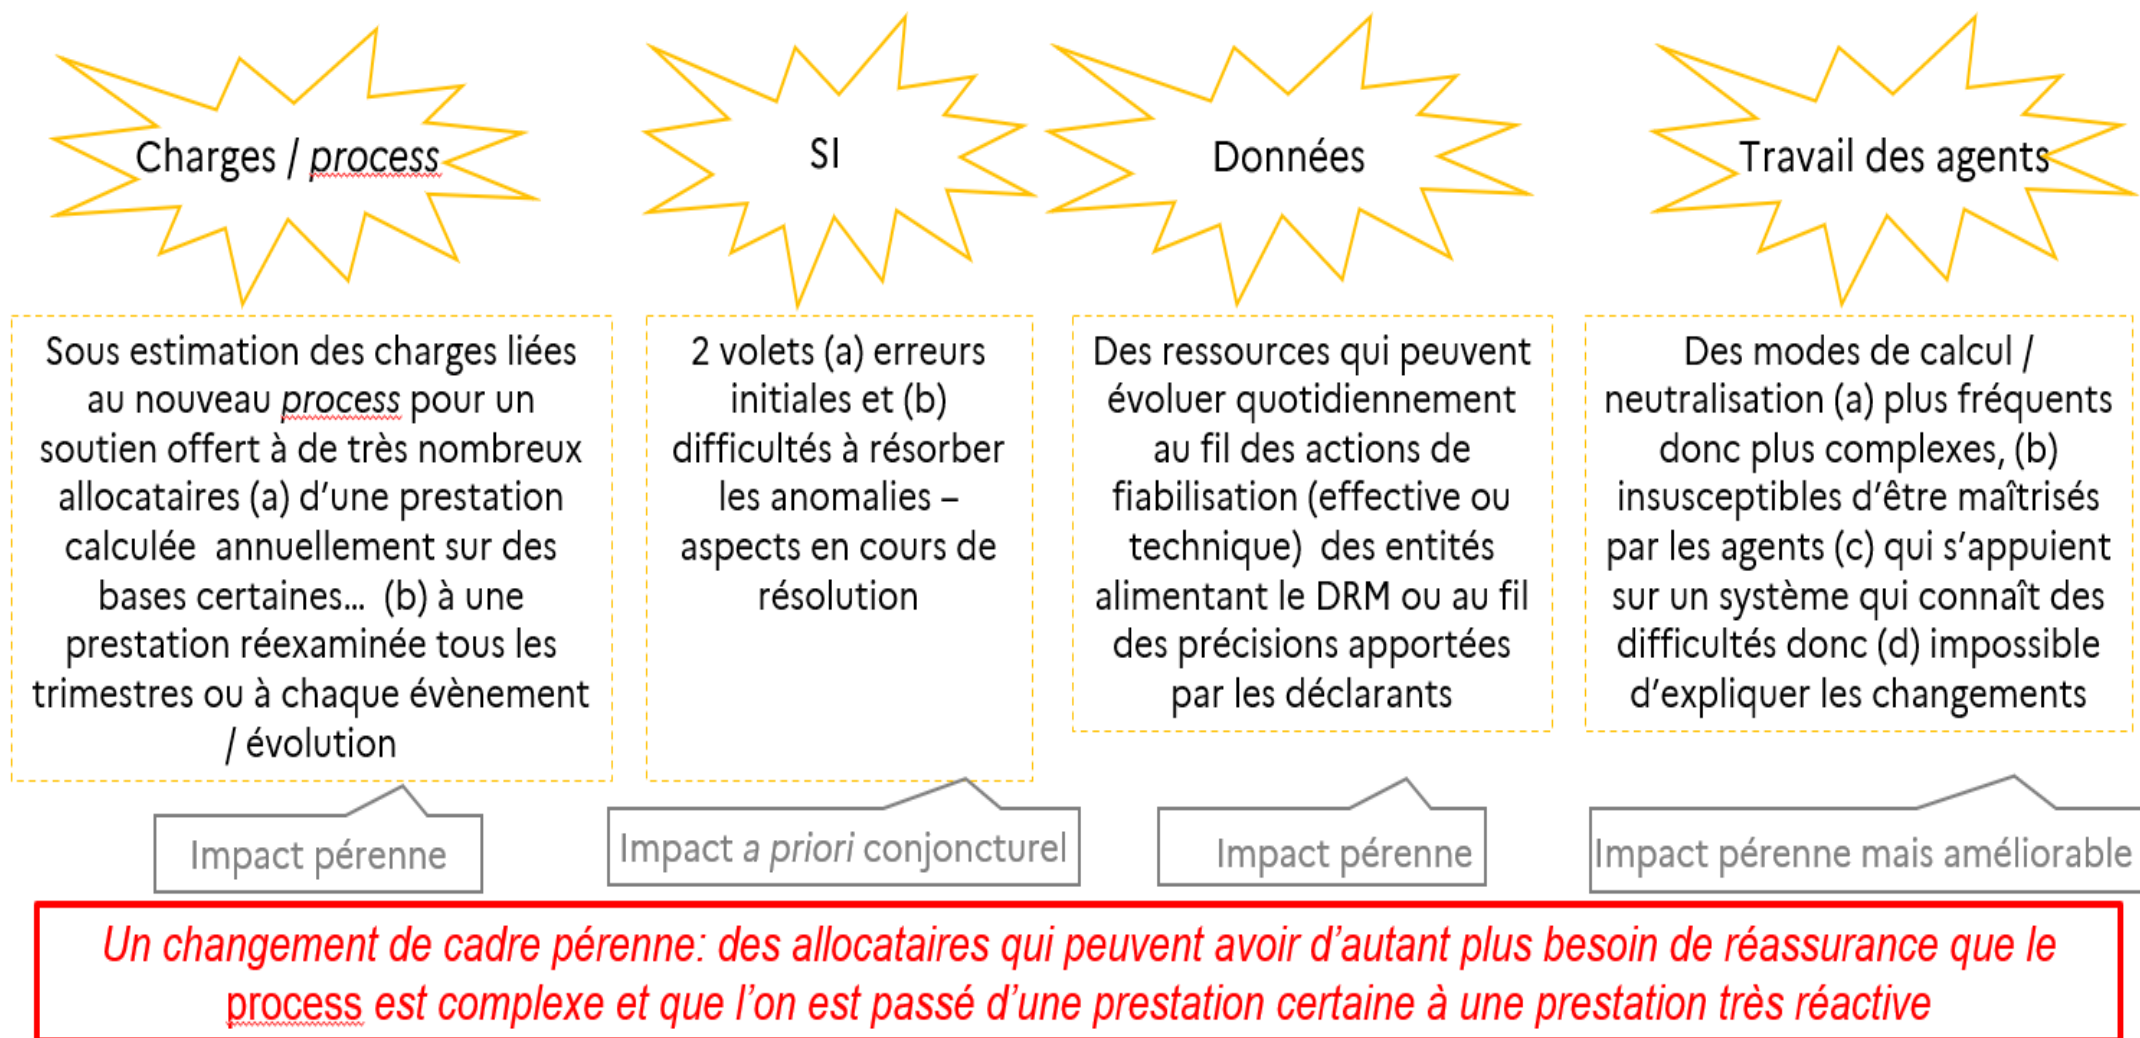 Charges / process
SI
Données
Travail des agents
Sous estimation des charges liées
au nouveau process pour un
soutien offert à de très nombreux
allocataires (a) d’une prestation
calculée annuellement sur des
bases certaines... (b) à une
prestation réexaminée tous les
trimestres ou à chaque évènement
/ évolution
2 volets (a) erreurs
initiales et (b)
difficultés à résorber
les anomalies –
aspects en cours de
résolution
Des ressources qui peuvent
évoluer quotidiennement
au fil des actions de
fiabilisation (effective ou
technique) des entités
alimentant le DRM ou au fil
des précisions apportées
par les déclarants
Des modes de calcul /
neutralisation (a) plus fréquents
donc plus complexes, (b)
insusceptibles d’être maîtrisés
par les agents (c) qui s’appuient
sur un système qui connaît des
difficultés donc (d) impossible
d’expliquer les changements
Impact pérenne
Impact a priori conjoncturel
Impact pérenne
Impact pérenne mais améliorable
Un changement de cadre pérenne: des allocataires qui peuvent avoir d’autant plus besoin de réassurance que le
process est complexe et que l’on est passé d’une prestation certaine à une prestation très réactive